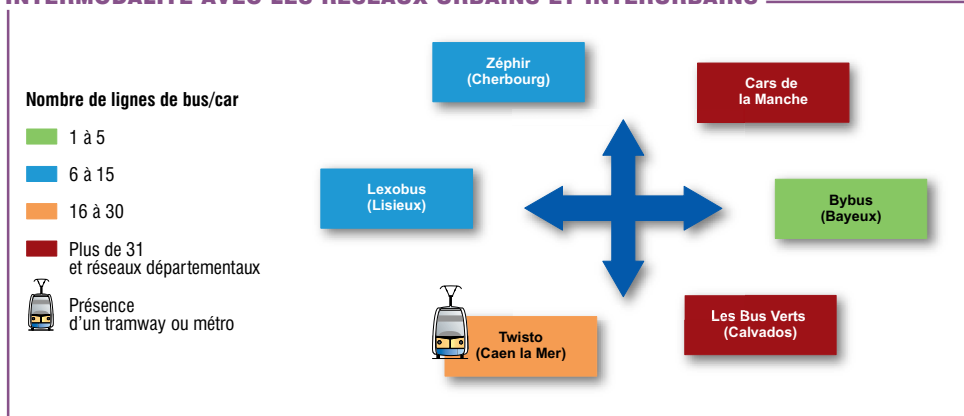 INTERMODALITÉ AVEC LES RÉSEAUX URBAINS ET INTERURBAINS
Nombre de lignes de bus/car
1 à 5
6 à 15
16 à 30
Plus de 31
et réseaux départementaux
Présence
d'un tramway ou métro
Zéphir
(Cherbourg)
Cars de
la Manche
Lexobus
(Lisieux)
Bybus
(Bayeux)
Twisto
(Caen la Mer)
Les Bus Verts
(Calvados)